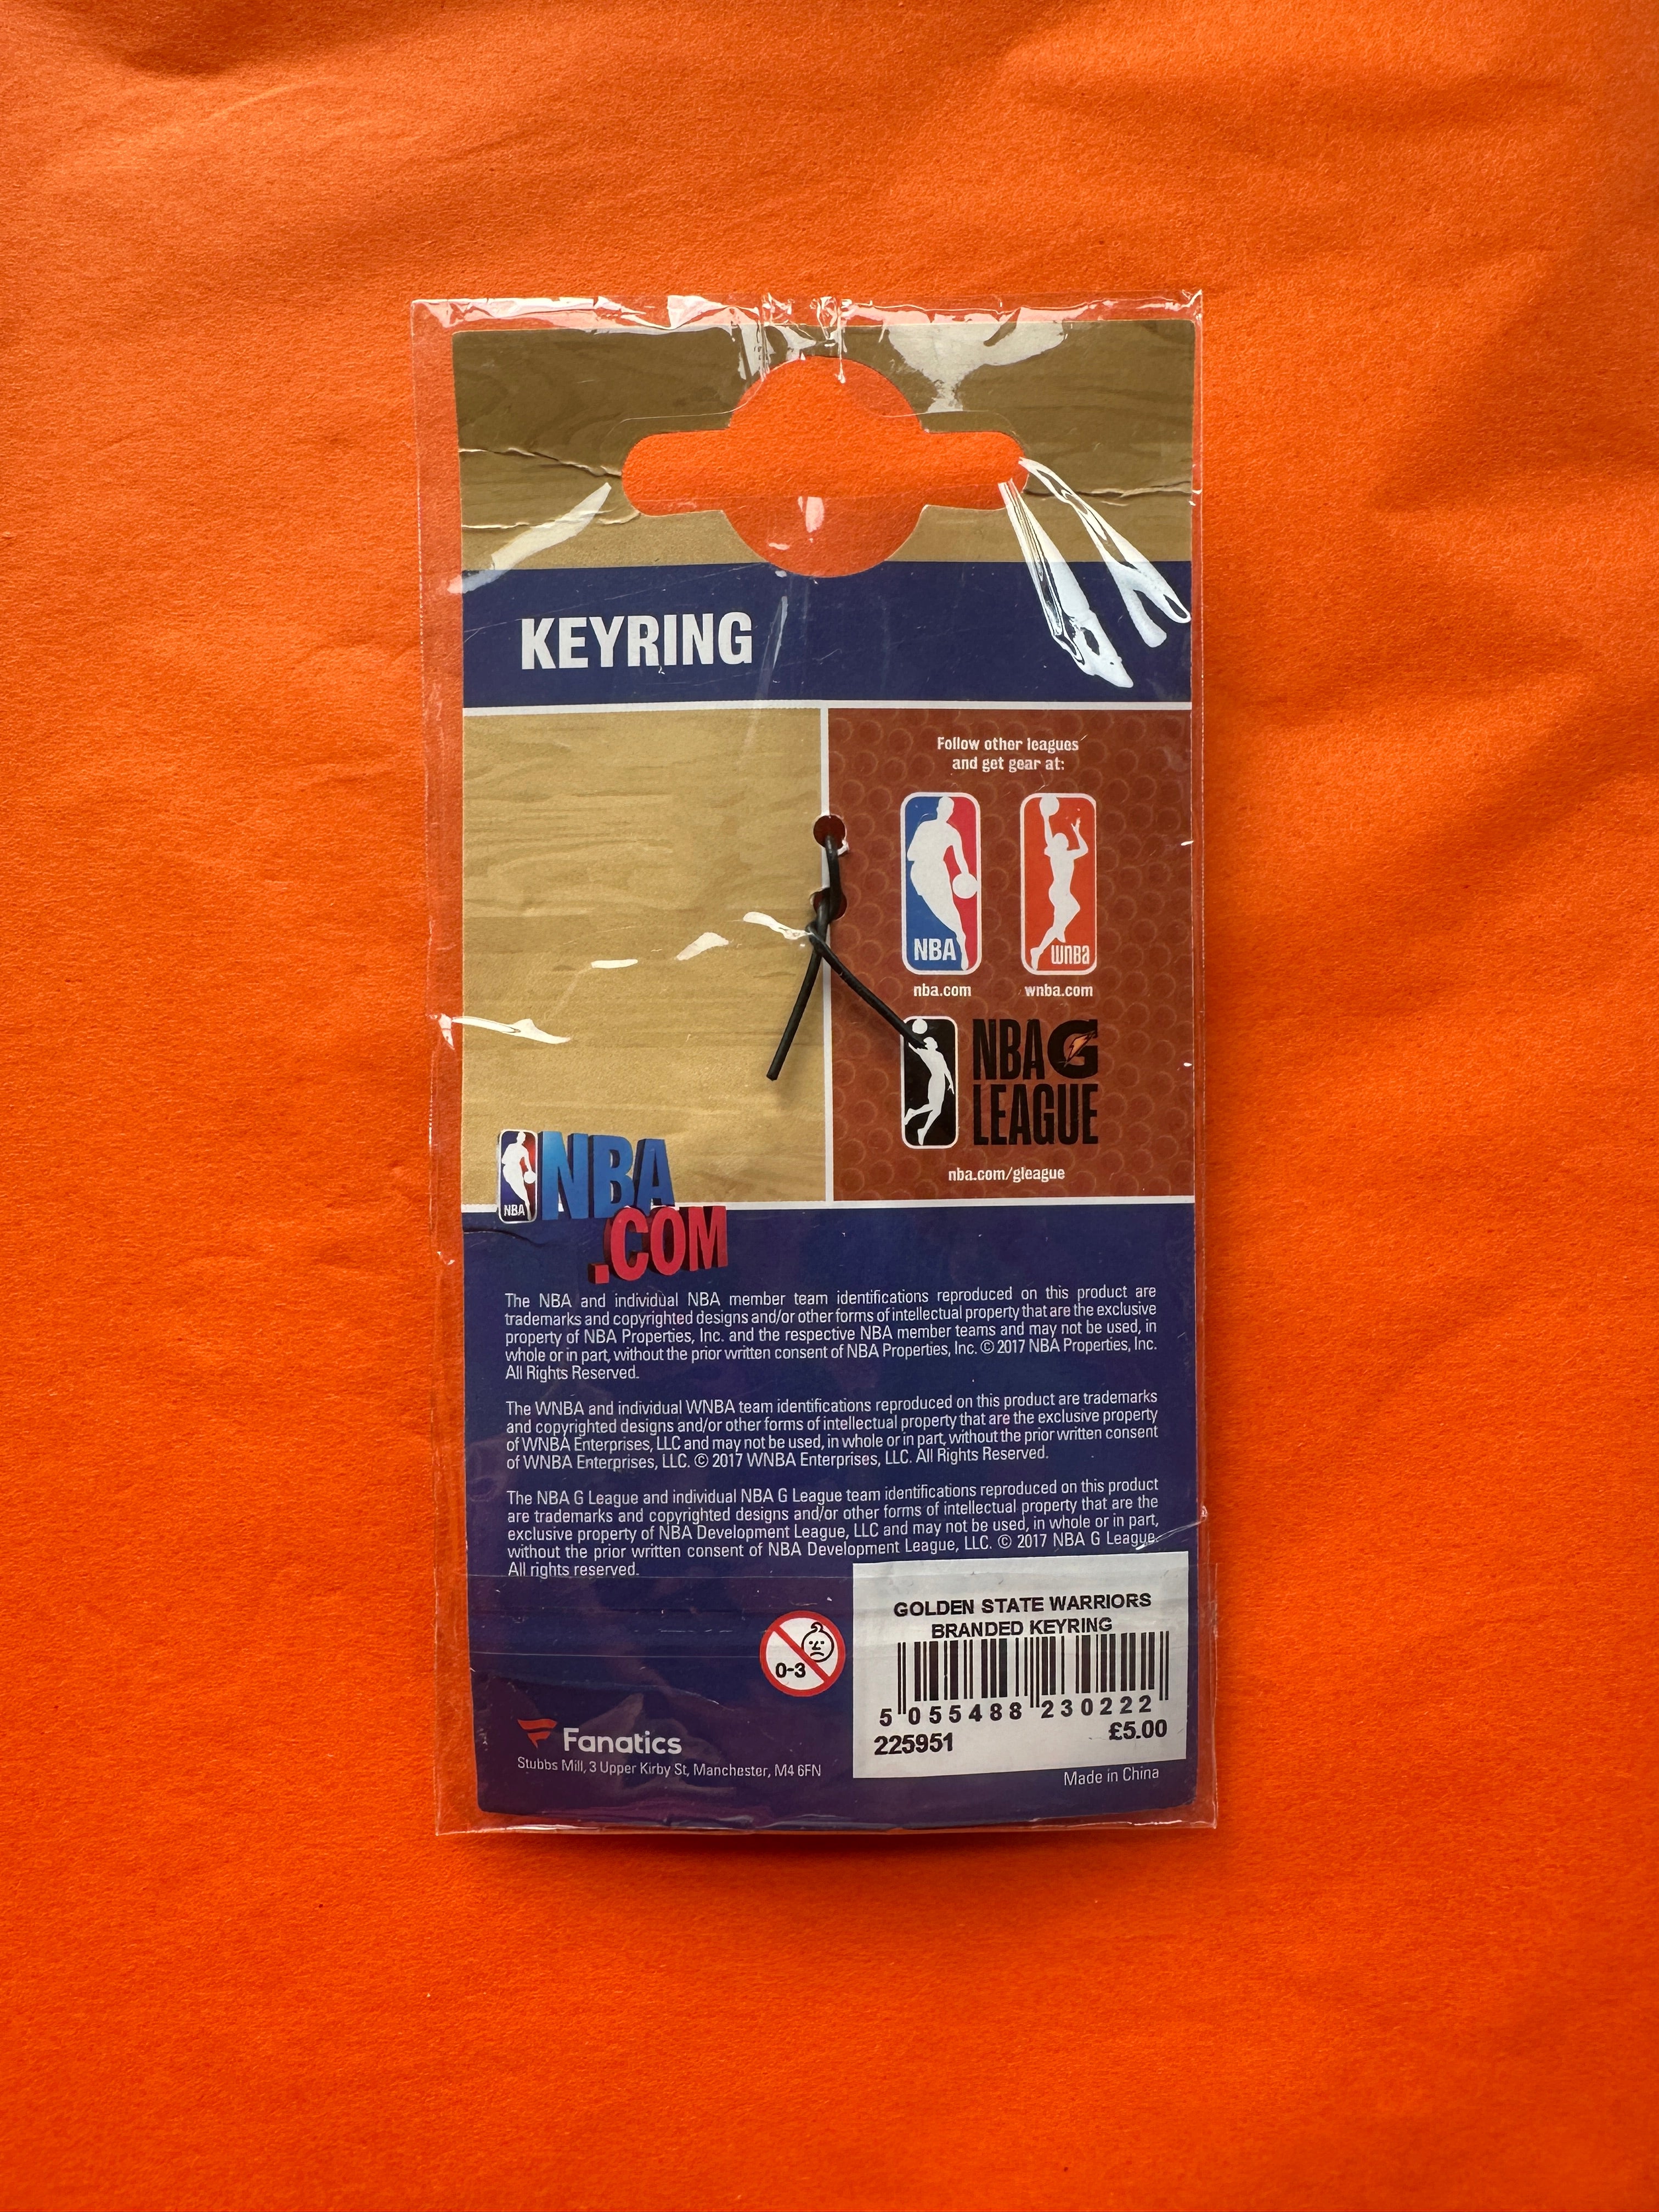 KEYRING
Follow other leagues
and get gear at:
NBA
WNBA
nba.com
wnba.com
NBA G
LEAGUE
nba.com/gleague
NBA
NBA
.COM
The NBA and individual NBA member team identifications reproduced on this product are
trademarks and copyrighted designs and/or other forms of intellectual property that are the exclusive
property of NBA Properties, Inc. and the respective NBA member teams and may not be used, in
whole or in part, without the prior written consent of NBA Properties, Inc. © 2017 NBA Properties, Inc.
All Rights Reserved.
The WNBA and individual WNBA team identifications reproduced on this product are trademarks
and copyrighted designs and/or other forms of intellectual property that are the exclusive property
of WNBA Enterprises, LLC and may not be used, in whole or in part, without the prior written consent
of WNBA Enterprises, LLC. © 2017 WNBA Enterprises, LLC. All Rights Reserved.
The NBA G League and individual NBA G League team identifications reproduced on this product
are trademarks and copyrighted designs and/or other forms of intellectual property that are the
exclusive property of NBA Development League, LLC and may not be used, in whole or in part,
without the prior written consent of NBA Development League, LLC. © 2017 NBA G League.
All rights reserved.
0-3
GOLDEN STATE WARRIORS
BRANDED KEYRING
5 055488 230222
225951 £5.00
Fanatics
Stubbs Mill, 3 Upper Kirby St, Manchester, M4 6FN
Made in China